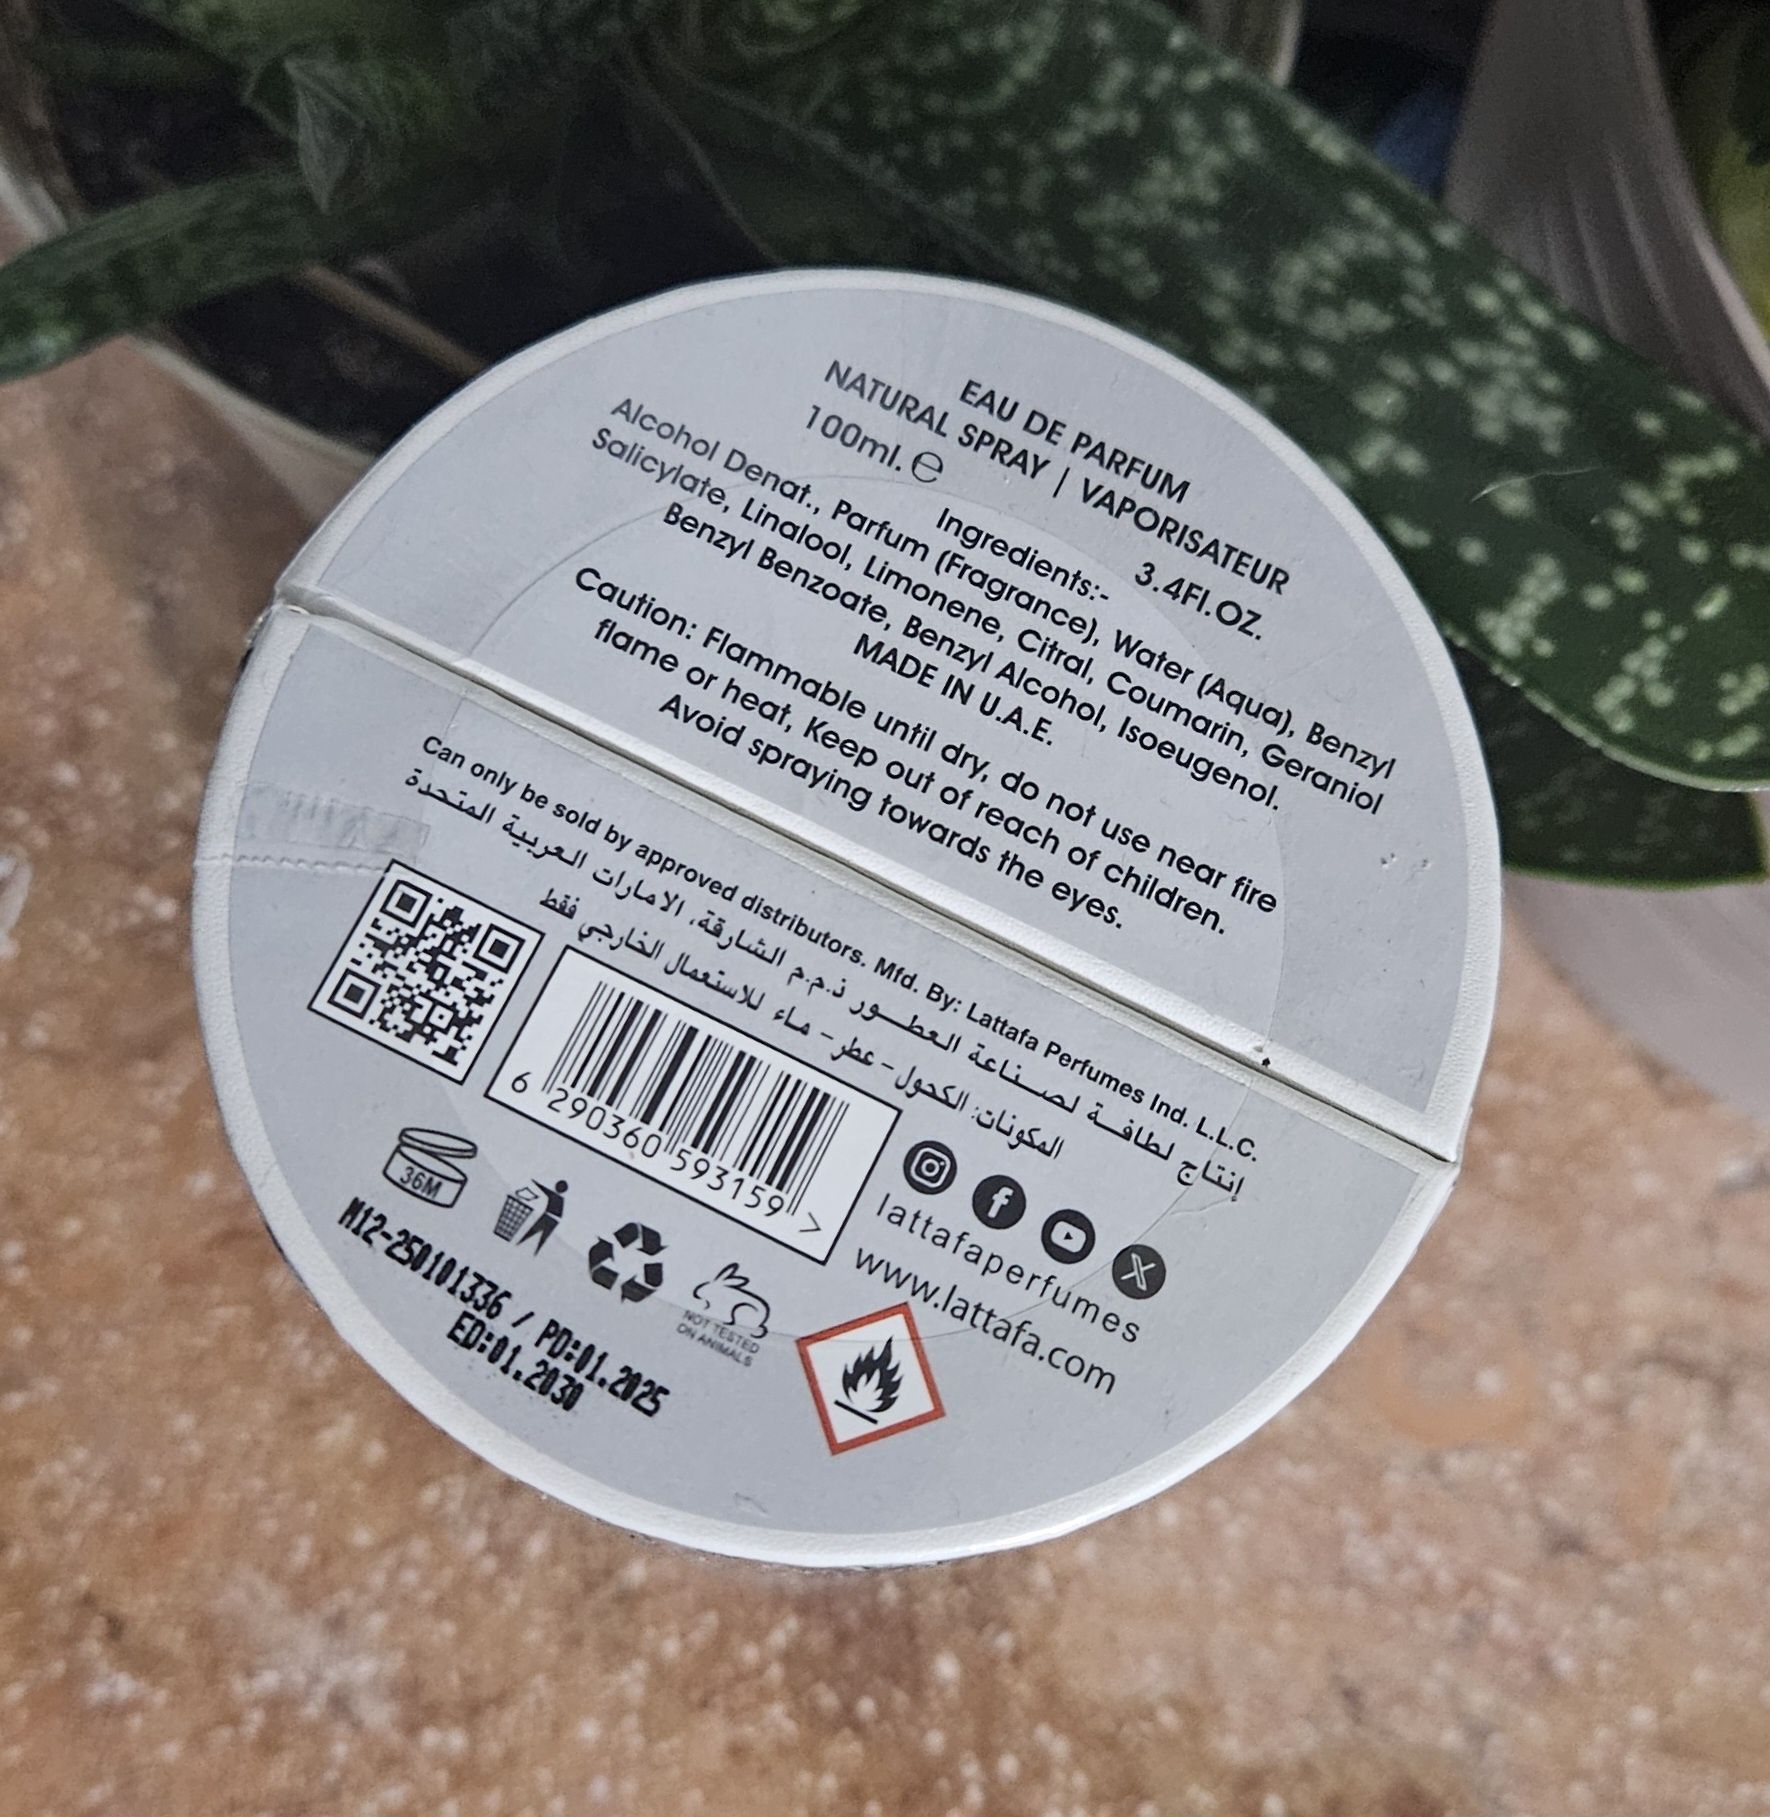 EAU DE PARFUM
NATURAL SPRAY | VAPORISATEUR
100ml. ℮ 3.4Fl.OZ.
Ingredients:-
Alcohol Denat., Parfum (Fragrance), Water (Aqua), Benzyl
Salicylate, Linalool, Limonene, Citral, Coumarin, Geraniol
Benzyl Benzoate, Benzyl Alcohol, Isoeugenol.
MADE IN U.A.E.
Caution: Flammable until dry, do not use near fire
flame or heat, Keep out of reach of children.
Avoid spraying towards the eyes.
Can only be sold by approved distributors. Mfd. By: Lattafa Perfumes Ind. L.L.C.
إنتاج لطافة لصناعة العطور ذ.م.م الشارقة، الامارات العربية المتحدة
المكونات: الكحول - عطر - ماء للاستعمال الخارجي فقط
6 290360 593159 >
lattafaperfumes
www.lattafa.com
36M
NOT TESTED
ON ANIMALS
M12-250101336 / PD:01.2025
ED:01.2030